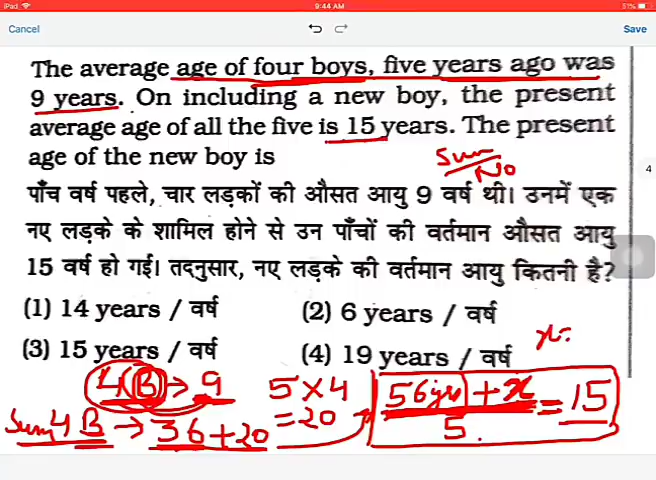 iPad 9:44 AM 51%
Cancel Save
The average age of four boys, five years ago was
9 years. On including a new boy, the present
average age of all the five is 15 years. The present
age of the new boy is
Sum/No
4
पाँच वर्ष पहले, चार लड़कों की औसत आयु 9 वर्ष थी। उनमें एक
नए लड़के के शामिल होने से उन पाँचों की वर्तमान औसत आयु
15 वर्ष हो गई। तद्नुसार, नए लड़के की वर्तमान आयु कितनी है?
(1) 14 years / वर्ष (2) 6 years / वर्ष
(3) 15 years / वर्ष (4) 19 years / वर्ष
x=
4 B → 9 5 × 4 56 yrs + x = 15
Sum 4 B → 36 + 20 = 20 5